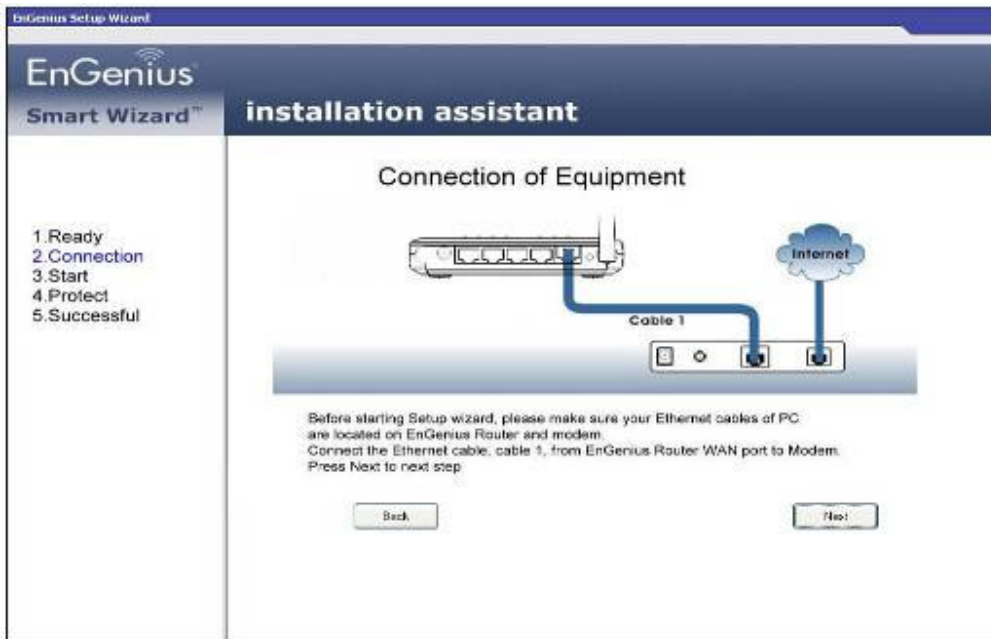 EnGenius Setup Wizard
EnGenius
Smart Wizard™
installation assistant
Connection of Equipment
1.Ready
2.Connection
3.Start
4.Protect
5.Successful
Internet
Cable 1
Before starting Setup wizard, please make sure your Ethernet cables of PC
are located on EnGenius Router and modem.
Connect the Ethernet cable, cable 1, from EnGenius Router WAN port to Modem.
Press Next to next step
Back
Next